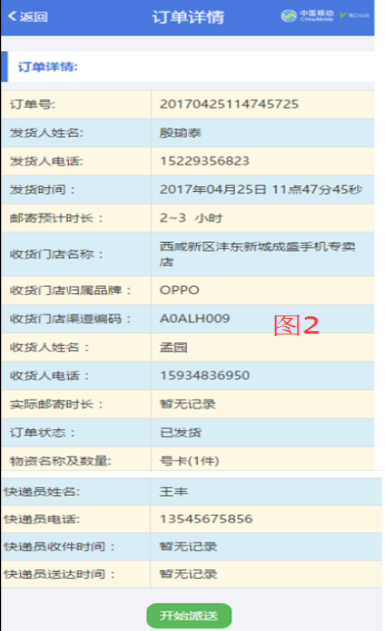 返回
订单详情
中国移动
China Mobile
订单详情:
订单号: 20170425114745725
发货人姓名: 殷瑜泰
发货人电话: 15229356823
发货时间： 2017年04月25日 11点47分45秒
邮寄预计时长： 2~3 小时
收货门店名称： 西咸新区沣东新城成盛手机专卖
店
收货门店归属品牌： OPPO
收货门店渠道编码： A0ALH009
图2
收货人姓名： 孟园
收货人电话： 15934836950
实际邮寄时长： 暂无记录
订单状态： 已发货
物资名称及数量: 号卡(1件)
快递员姓名: 王丰
快递员电话: 13545675856
快递员收件时间： 暂无记录
快递员送达时间： 暂无记录
开始派送